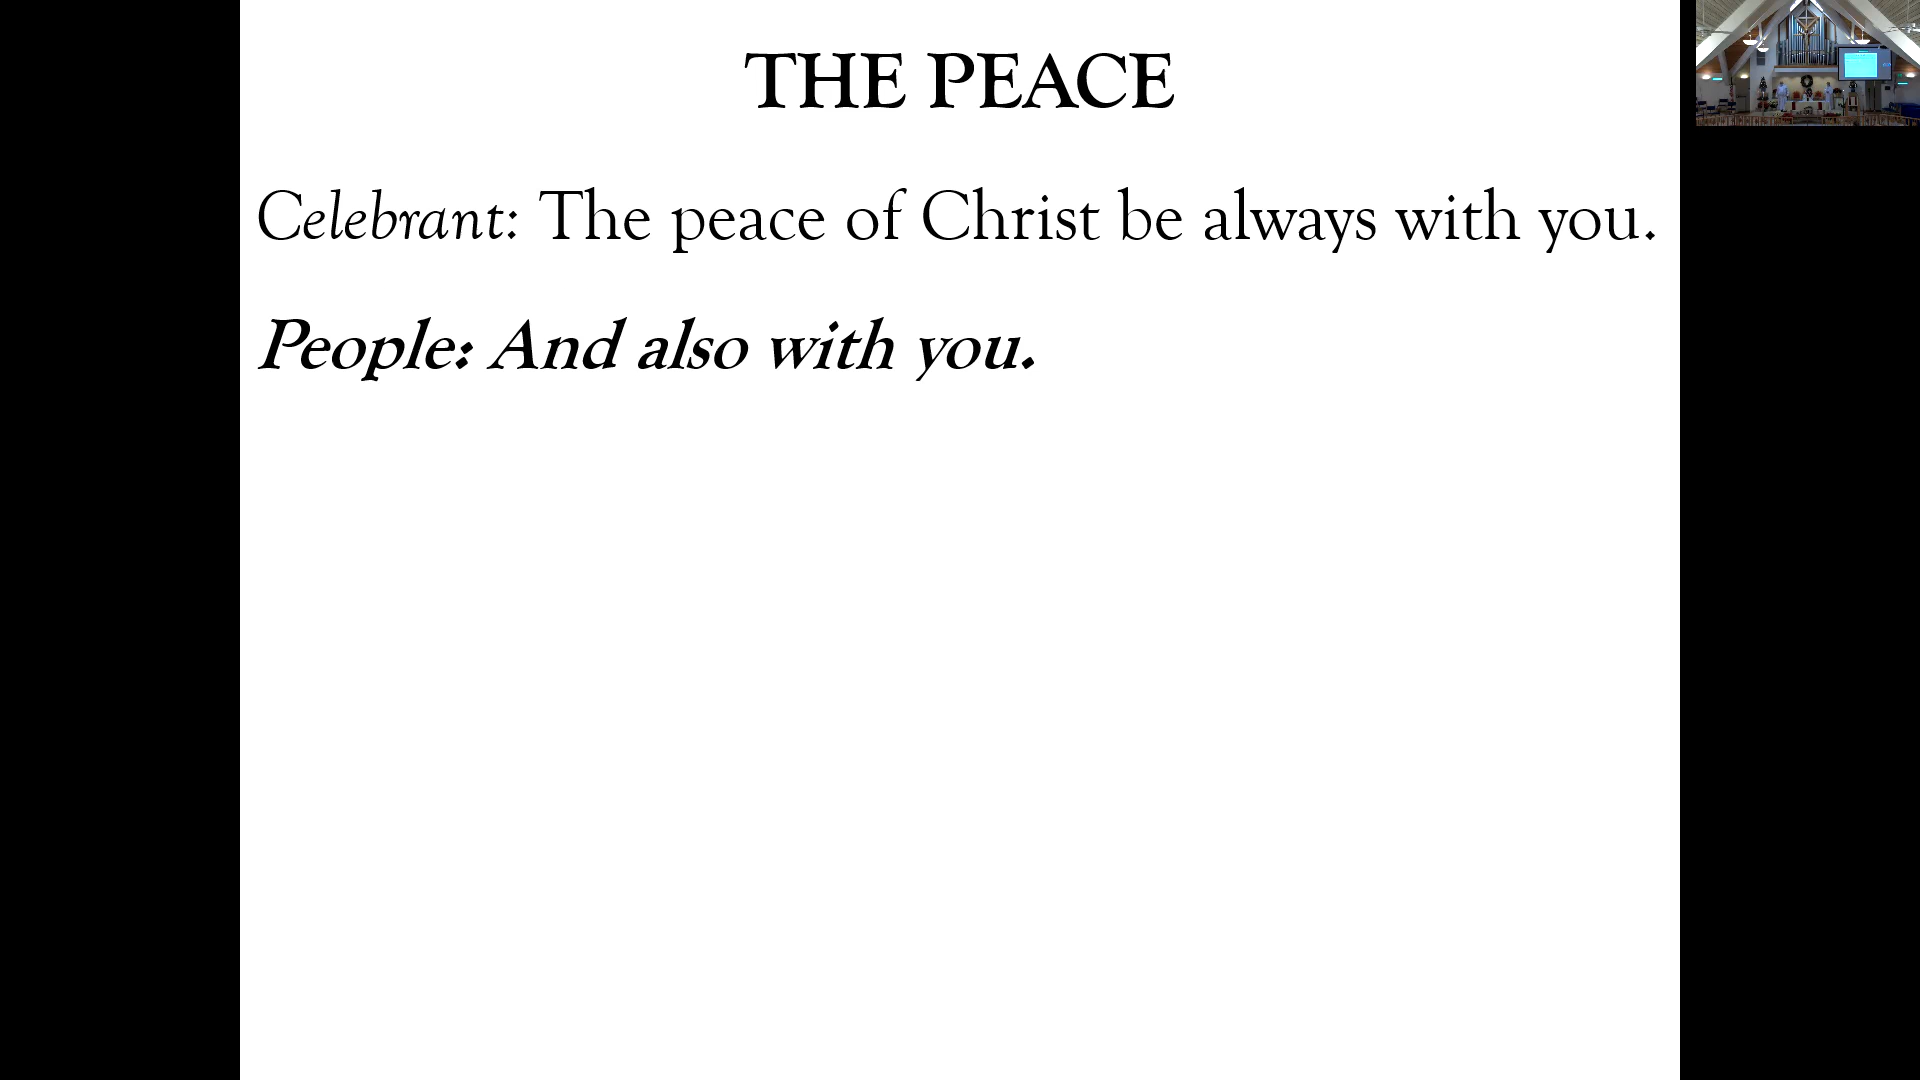 THE PEACE
Celebrant: The peace of Christ be always with you.
People: And also with you.